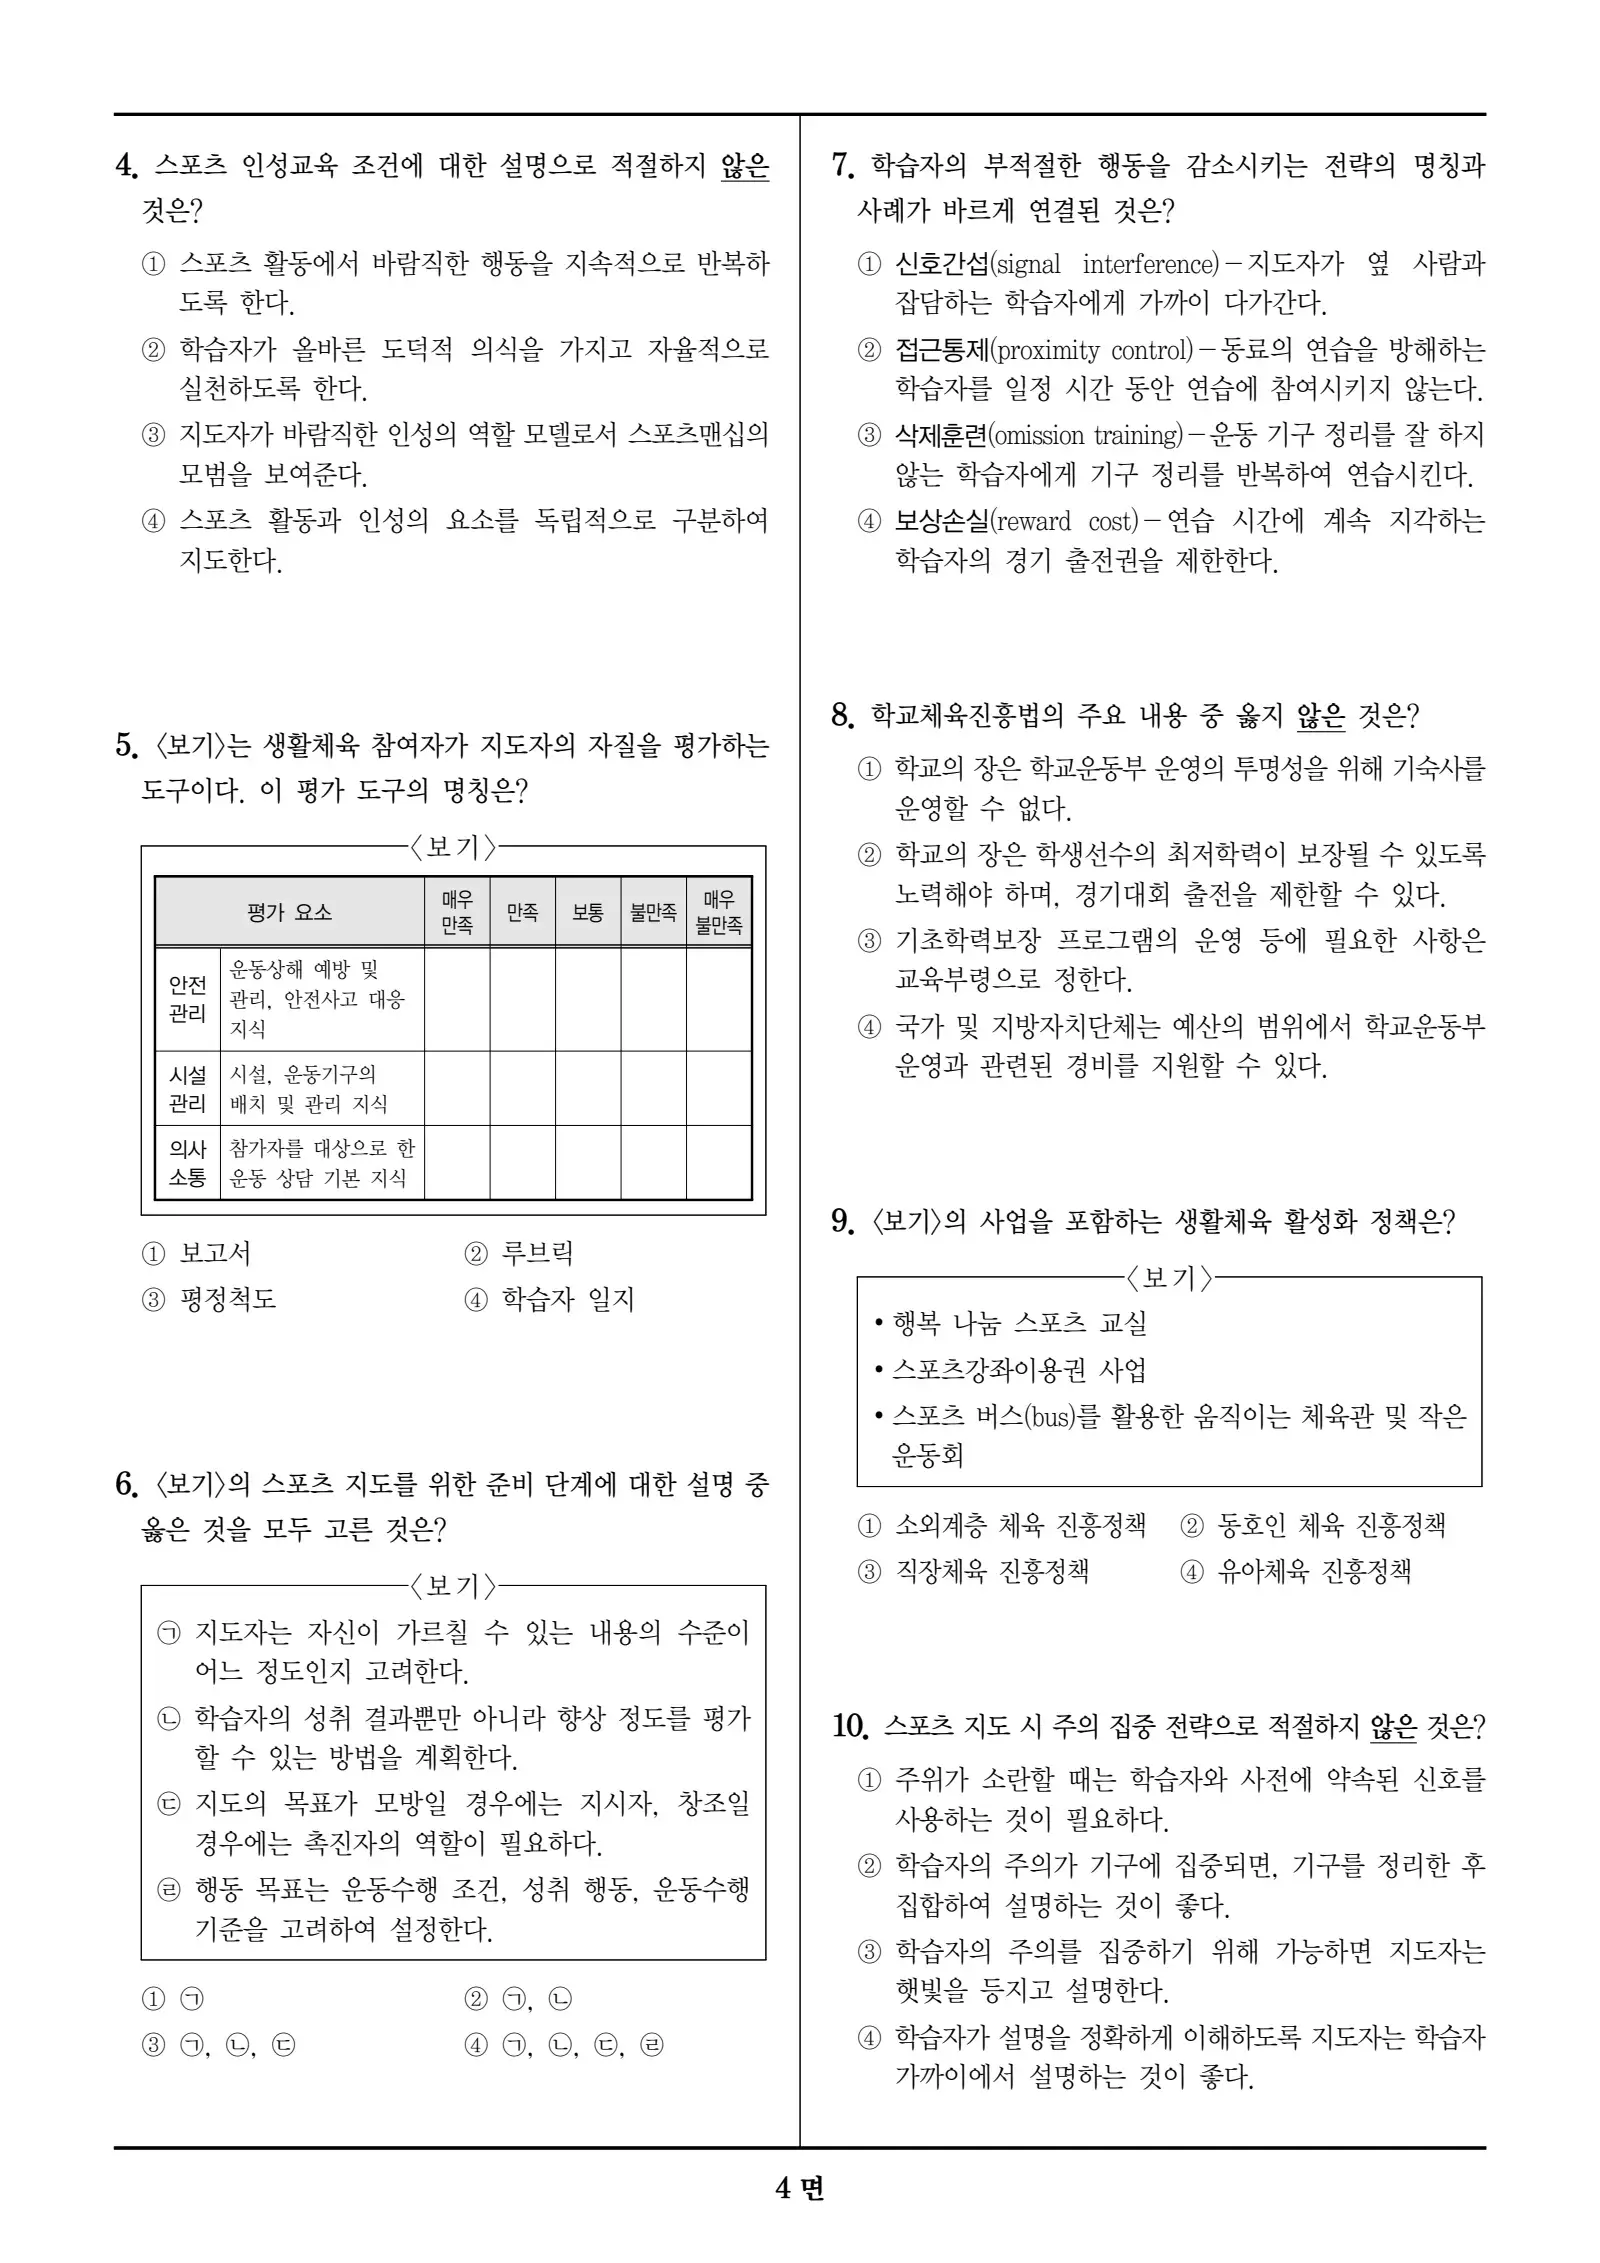 4. 스포츠 인성교육 조건에 대한 설명으로 적절하지 않은
것은?
① 스포츠 활동에서 바람직한 행동을 지속적으로 반복하
도록 한다.
② 학습자가 올바른 도덕적 의식을 가지고 자율적으로
실천하도록 한다.
③ 지도자가 바람직한 인성의 역할 모델로서 스포츠맨십의
모범을 보여준다.
④ 스포츠 활동과 인성의 요소를 독립적으로 구분하여
지도한다.
5. 〈보기〉는 생활체육 참여자가 지도자의 자질을 평가하는
도구이다. 이 평가 도구의 명칭은?
〈보기〉
평가 요소
매우
만족
만족
보통
불만족
매우
불만족
안전
관리
운동상해 예방 및
관리, 안전사고 대응
지식
시설
관리
시설, 운동기구의
배치 및 관리 지식
의사
소통
참가자를 대상으로 한
운동 상담 기본 지식
① 보고서 ② 루브릭
③ 평정척도 ④ 학습자 일지
6. 〈보기〉의 스포츠 지도를 위한 준비 단계에 대한 설명 중
옳은 것을 모두 고른 것은?
〈보기〉
㉠ 지도자는 자신이 가르칠 수 있는 내용의 수준이
어느 정도인지 고려한다.
㉡ 학습자의 성취 결과뿐만 아니라 향상 정도를 평가
할 수 있는 방법을 계획한다.
㉢ 지도의 목표가 모방일 경우에는 지시자, 창조일
경우에는 촉진자의 역할이 필요하다.
㉣ 행동 목표는 운동수행 조건, 성취 행동, 운동수행
기준을 고려하여 설정한다.
① ㉠ ② ㉠, ㉡
③ ㉠, ㉡, ㉢ ④ ㉠, ㉡, ㉢, ㉣
7. 학습자의 부적절한 행동을 감소시키는 전략의 명칭과
사례가 바르게 연결된 것은?
① 신호간섭(signal interference)－지도자가 옆 사람과
잡담하는 학습자에게 가까이 다가간다.
② 접근통제(proximity control)－동료의 연습을 방해하는
학습자를 일정 시간 동안 연습에 참여시키지 않는다.
③ 삭제훈련(omission training)－운동 기구 정리를 잘 하지
않는 학습자에게 기구 정리를 반복하여 연습시킨다.
④ 보상손실(reward cost)－연습 시간에 계속 지각하는
학습자의 경기 출전권을 제한한다.
8. 학교체육진흥법의 주요 내용 중 옳지 않은 것은?
① 학교의 장은 학교운동부 운영의 투명성을 위해 기숙사를
운영할 수 없다.
② 학교의 장은 학생선수의 최저학력이 보장될 수 있도록
노력해야 하며, 경기대회 출전을 제한할 수 있다.
③ 기초학력보장 프로그램의 운영 등에 필요한 사항은
교육부령으로 정한다.
④ 국가 및 지방자치단체는 예산의 범위에서 학교운동부
운영과 관련된 경비를 지원할 수 있다.
9. 〈보기〉의 사업을 포함하는 생활체육 활성화 정책은?
〈보기〉
• 행복 나눔 스포츠 교실
• 스포츠강좌이용권 사업
• 스포츠 버스(bus)를 활용한 움직이는 체육관 및 작은
운동회
① 소외계층 체육 진흥정책 ② 동호인 체육 진흥정책
③ 직장체육 진흥정책 ④ 유아체육 진흥정책
10. 스포츠 지도 시 주의 집중 전략으로 적절하지 않은 것은?
① 주위가 소란할 때는 학습자와 사전에 약속된 신호를
사용하는 것이 필요하다.
② 학습자의 주의가 기구에 집중되면, 기구를 정리한 후
집합하여 설명하는 것이 좋다.
③ 학습자의 주의를 집중하기 위해 가능하면 지도자는
햇빛을 등지고 설명한다.
④ 학습자가 설명을 정확하게 이해하도록 지도자는 학습자
가까이에서 설명하는 것이 좋다.
4 면